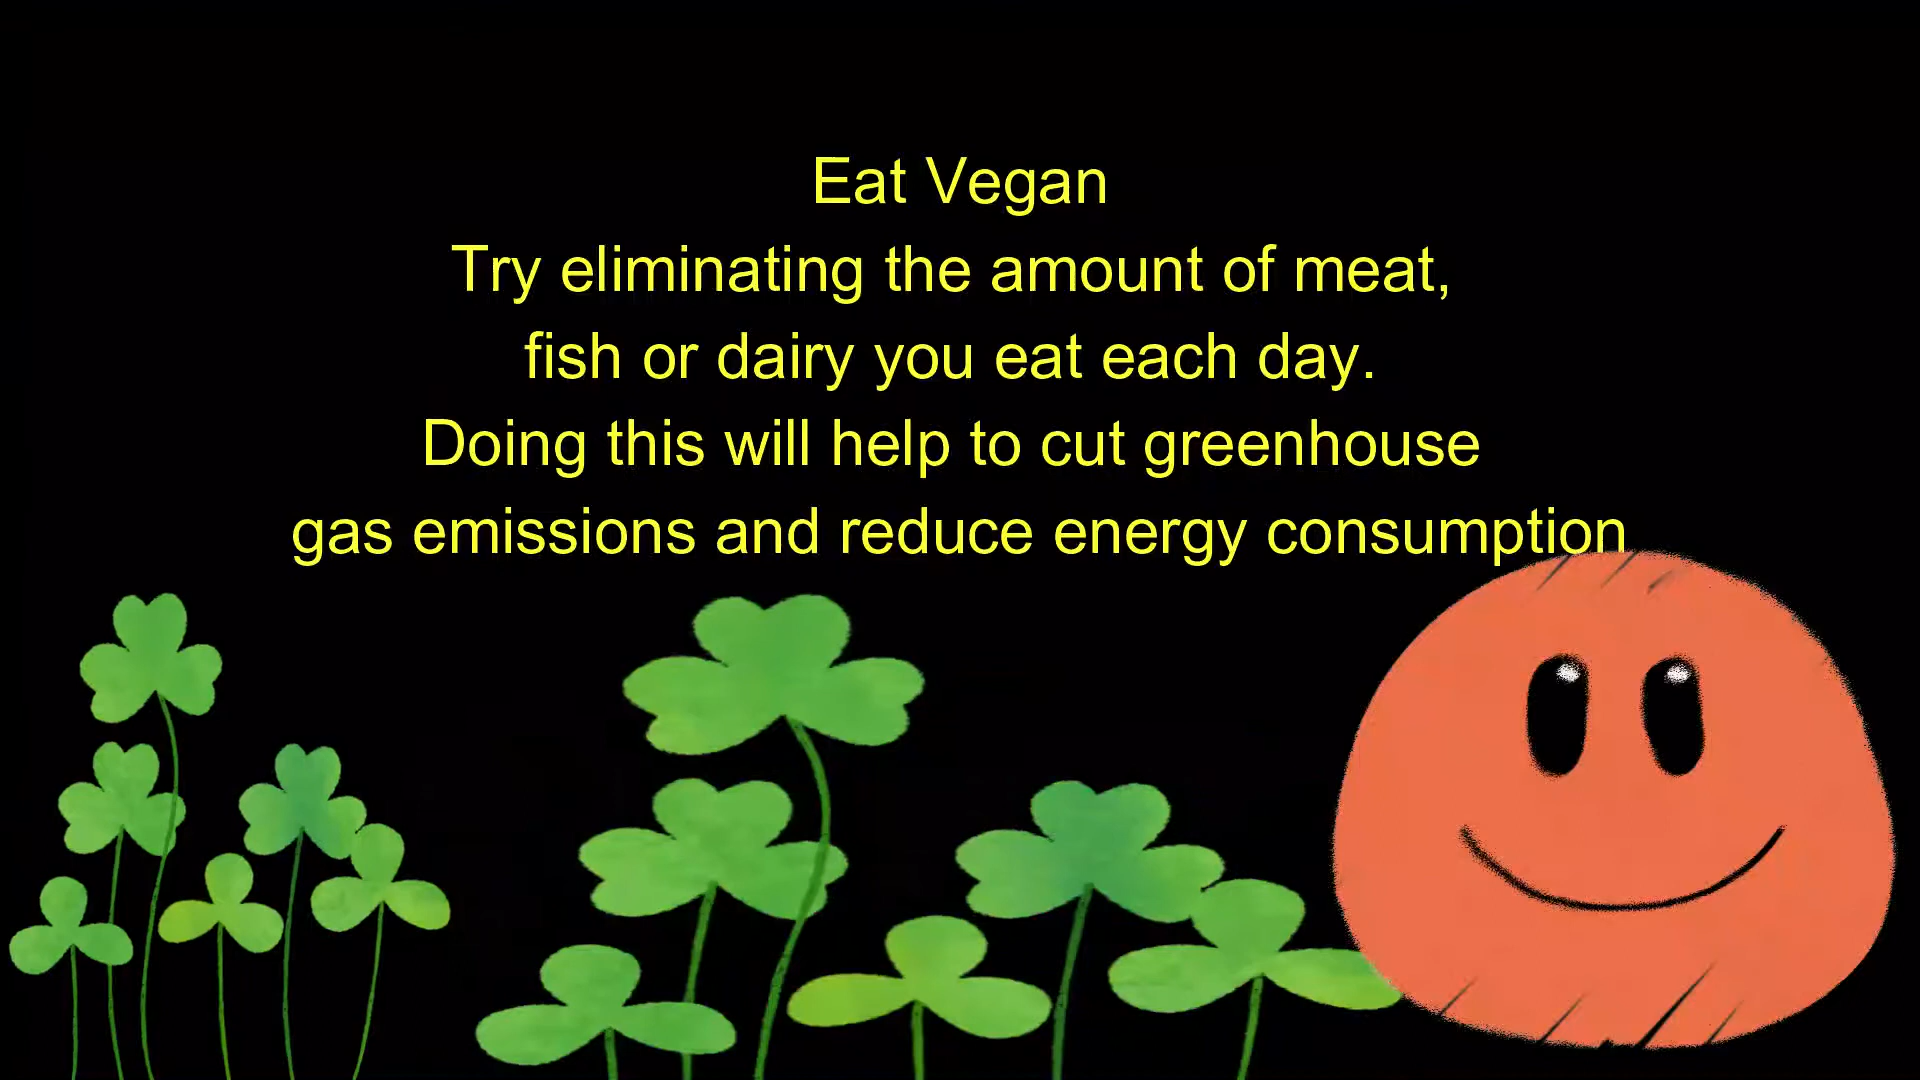 Eat Vegan
Try eliminating the amount of meat,
fish or dairy you eat each day.
Doing this will help to cut greenhouse
gas emissions and reduce energy consumption